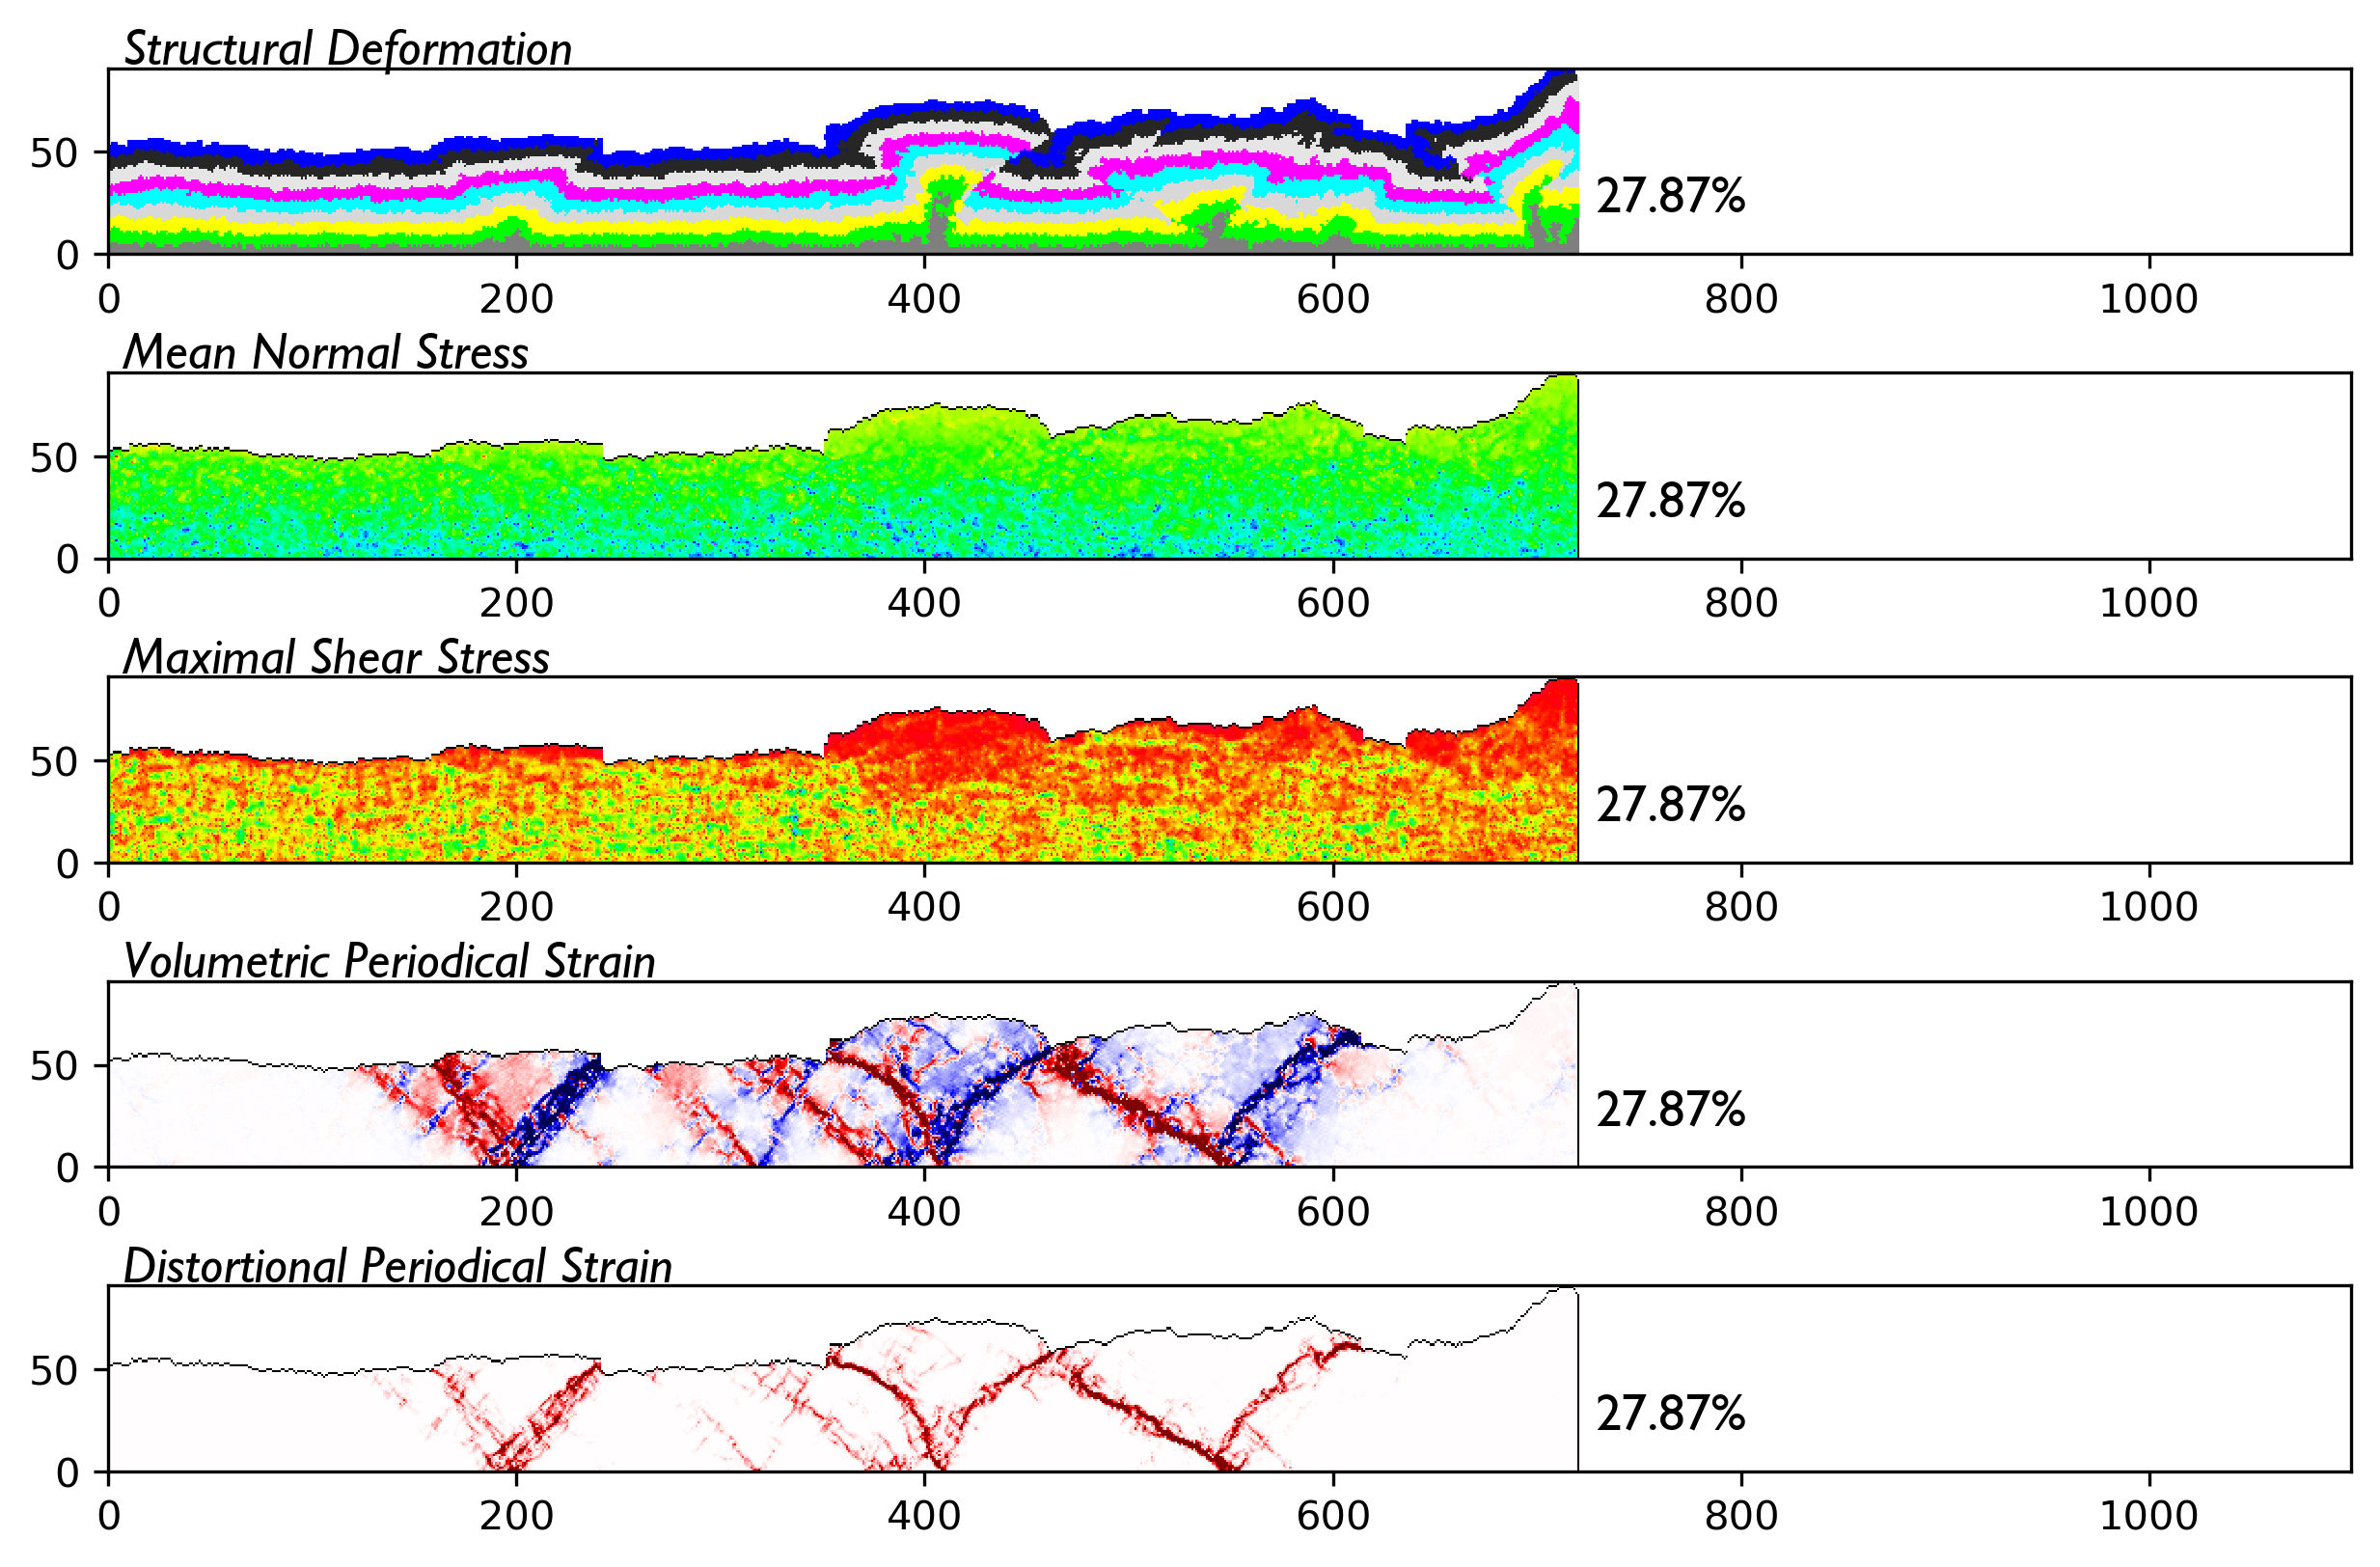 Structural Deformation
50
0
27.87%
0 200 400 600 800 1000
Mean Normal Stress
50
0
27.87%
0 200 400 600 800 1000
Maximal Shear Stress
50
0
27.87%
0 200 400 600 800 1000
Volumetric Periodical Strain
50
0
27.87%
0 200 400 600 800 1000
Distortional Periodical Strain
50
0
27.87%
0 200 400 600 800 1000